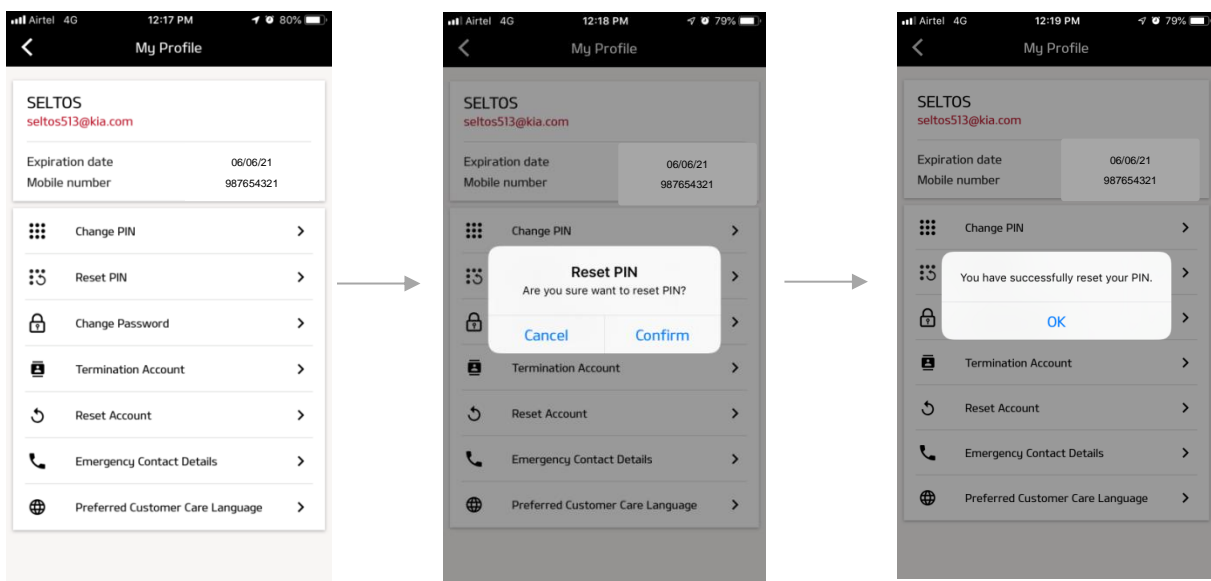 Airtel 4G 12:17 PM 80%
My Profile
SELTOS
seltos513@kia.com
Expiration date 06/06/21
Mobile number 987654321
Change PIN
Reset PIN
Change Password
Termination Account
Reset Account
Emergency Contact Details
Preferred Customer Care Language
Airtel 4G 12:18 PM 79%
My Profile
SELTOS
seltos513@kia.com
Expiration date 06/06/21
Mobile number 987654321
Change PIN
Reset PIN
Are you sure want to reset PIN?
Cancel Confirm
Termination Account
Reset Account
Emergency Contact Details
Preferred Customer Care Language
Airtel 4G 12:19 PM 79%
My Profile
SELTOS
seltos513@kia.com
Expiration date 06/06/21
Mobile number 987654321
Change PIN
You have successfully reset your PIN.
OK
Termination Account
Reset Account
Emergency Contact Details
Preferred Customer Care Language